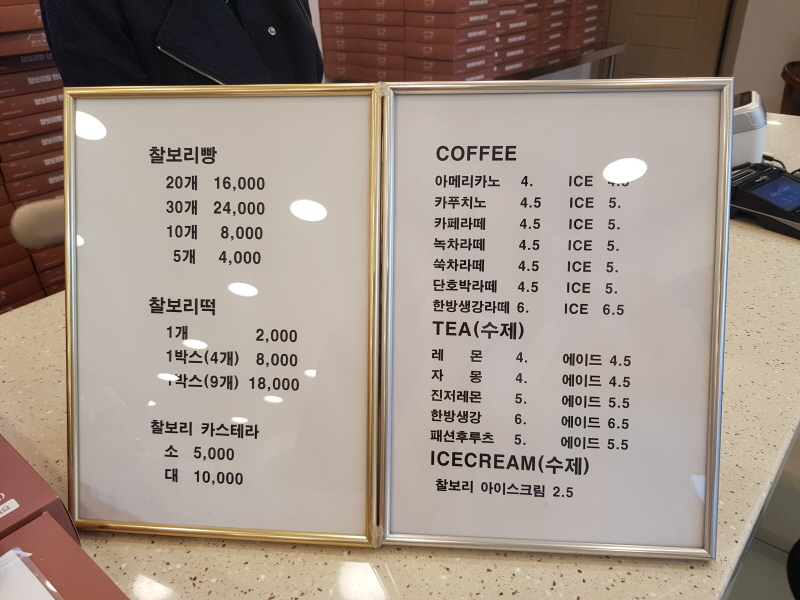 찰보리빵
20개 16,000
30개 24,000
10개 8,000
5개 4,000
찰보리떡
1개 2,000
1박스(4개) 8,000
1박스(9개) 18,000
찰보리 카스테라
소 5,000
대 10,000
COFFEE
아메리카노 4. ICE 4.5
카푸치노 4.5 ICE 5.
카페라떼 4.5 ICE 5.
녹차라떼 4.5 ICE 5.
쑥차라떼 4.5 ICE 5.
단호박라떼 4.5 ICE 5.
한방생강라떼 6. ICE 6.5
TEA(수제)
레 몬 4. 에이드 4.5
자 몽 4. 에이드 4.5
진저레몬 5. 에이드 5.5
한방생강 6. 에이드 6.5
패션후루츠 5. 에이드 5.5
ICECREAM(수제)
찰보리 아이스크림 2.5